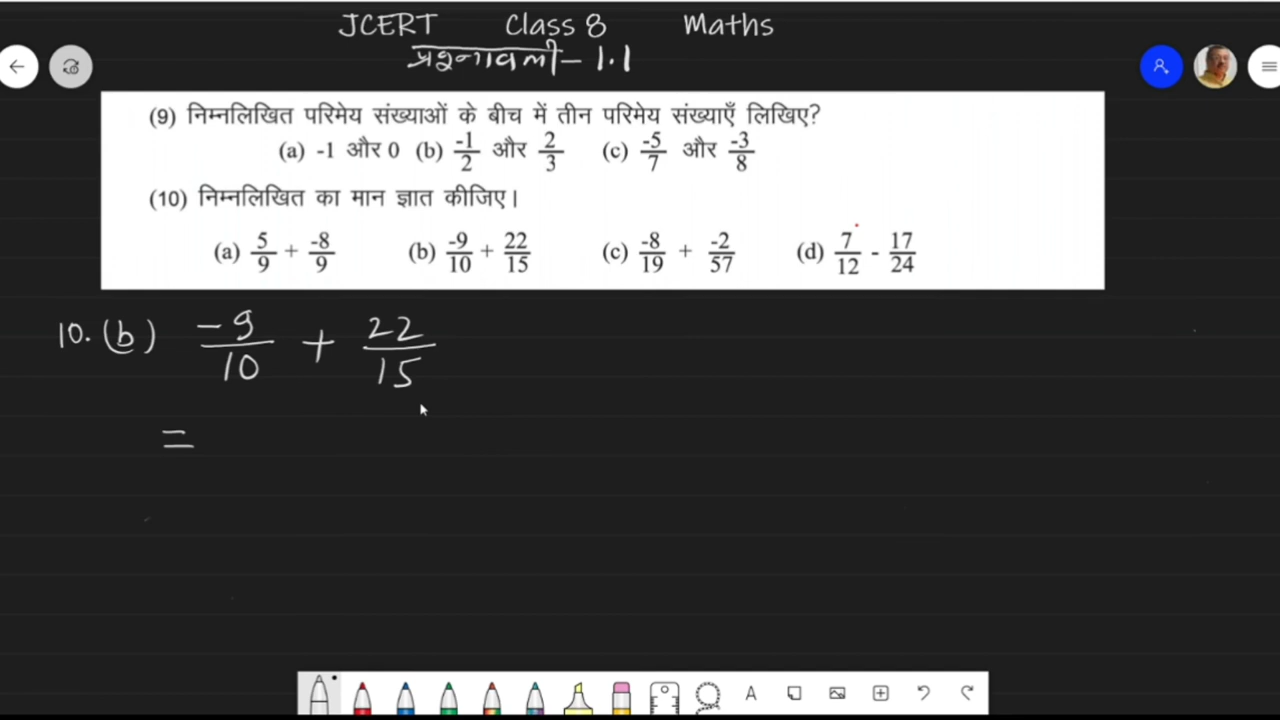 JCERT Class 8 Maths
प्रश्नावली - 1.1
(9) निम्नलिखित परिमेय संख्याओं के बीच में तीन परिमेय संख्याएँ लिखिए?
(a) -1 और 0 (b) -1/2 और 2/3 (c) -5/7 और -3/8
(10) निम्नलिखित का मान ज्ञात कीजिए।
(a) 5/9 + -8/9 (b) -9/10 + 22/15 (c) -8/19 + -2/57 (d) 7/12 - 17/24
10. (b) -9/10 + 22/15
=